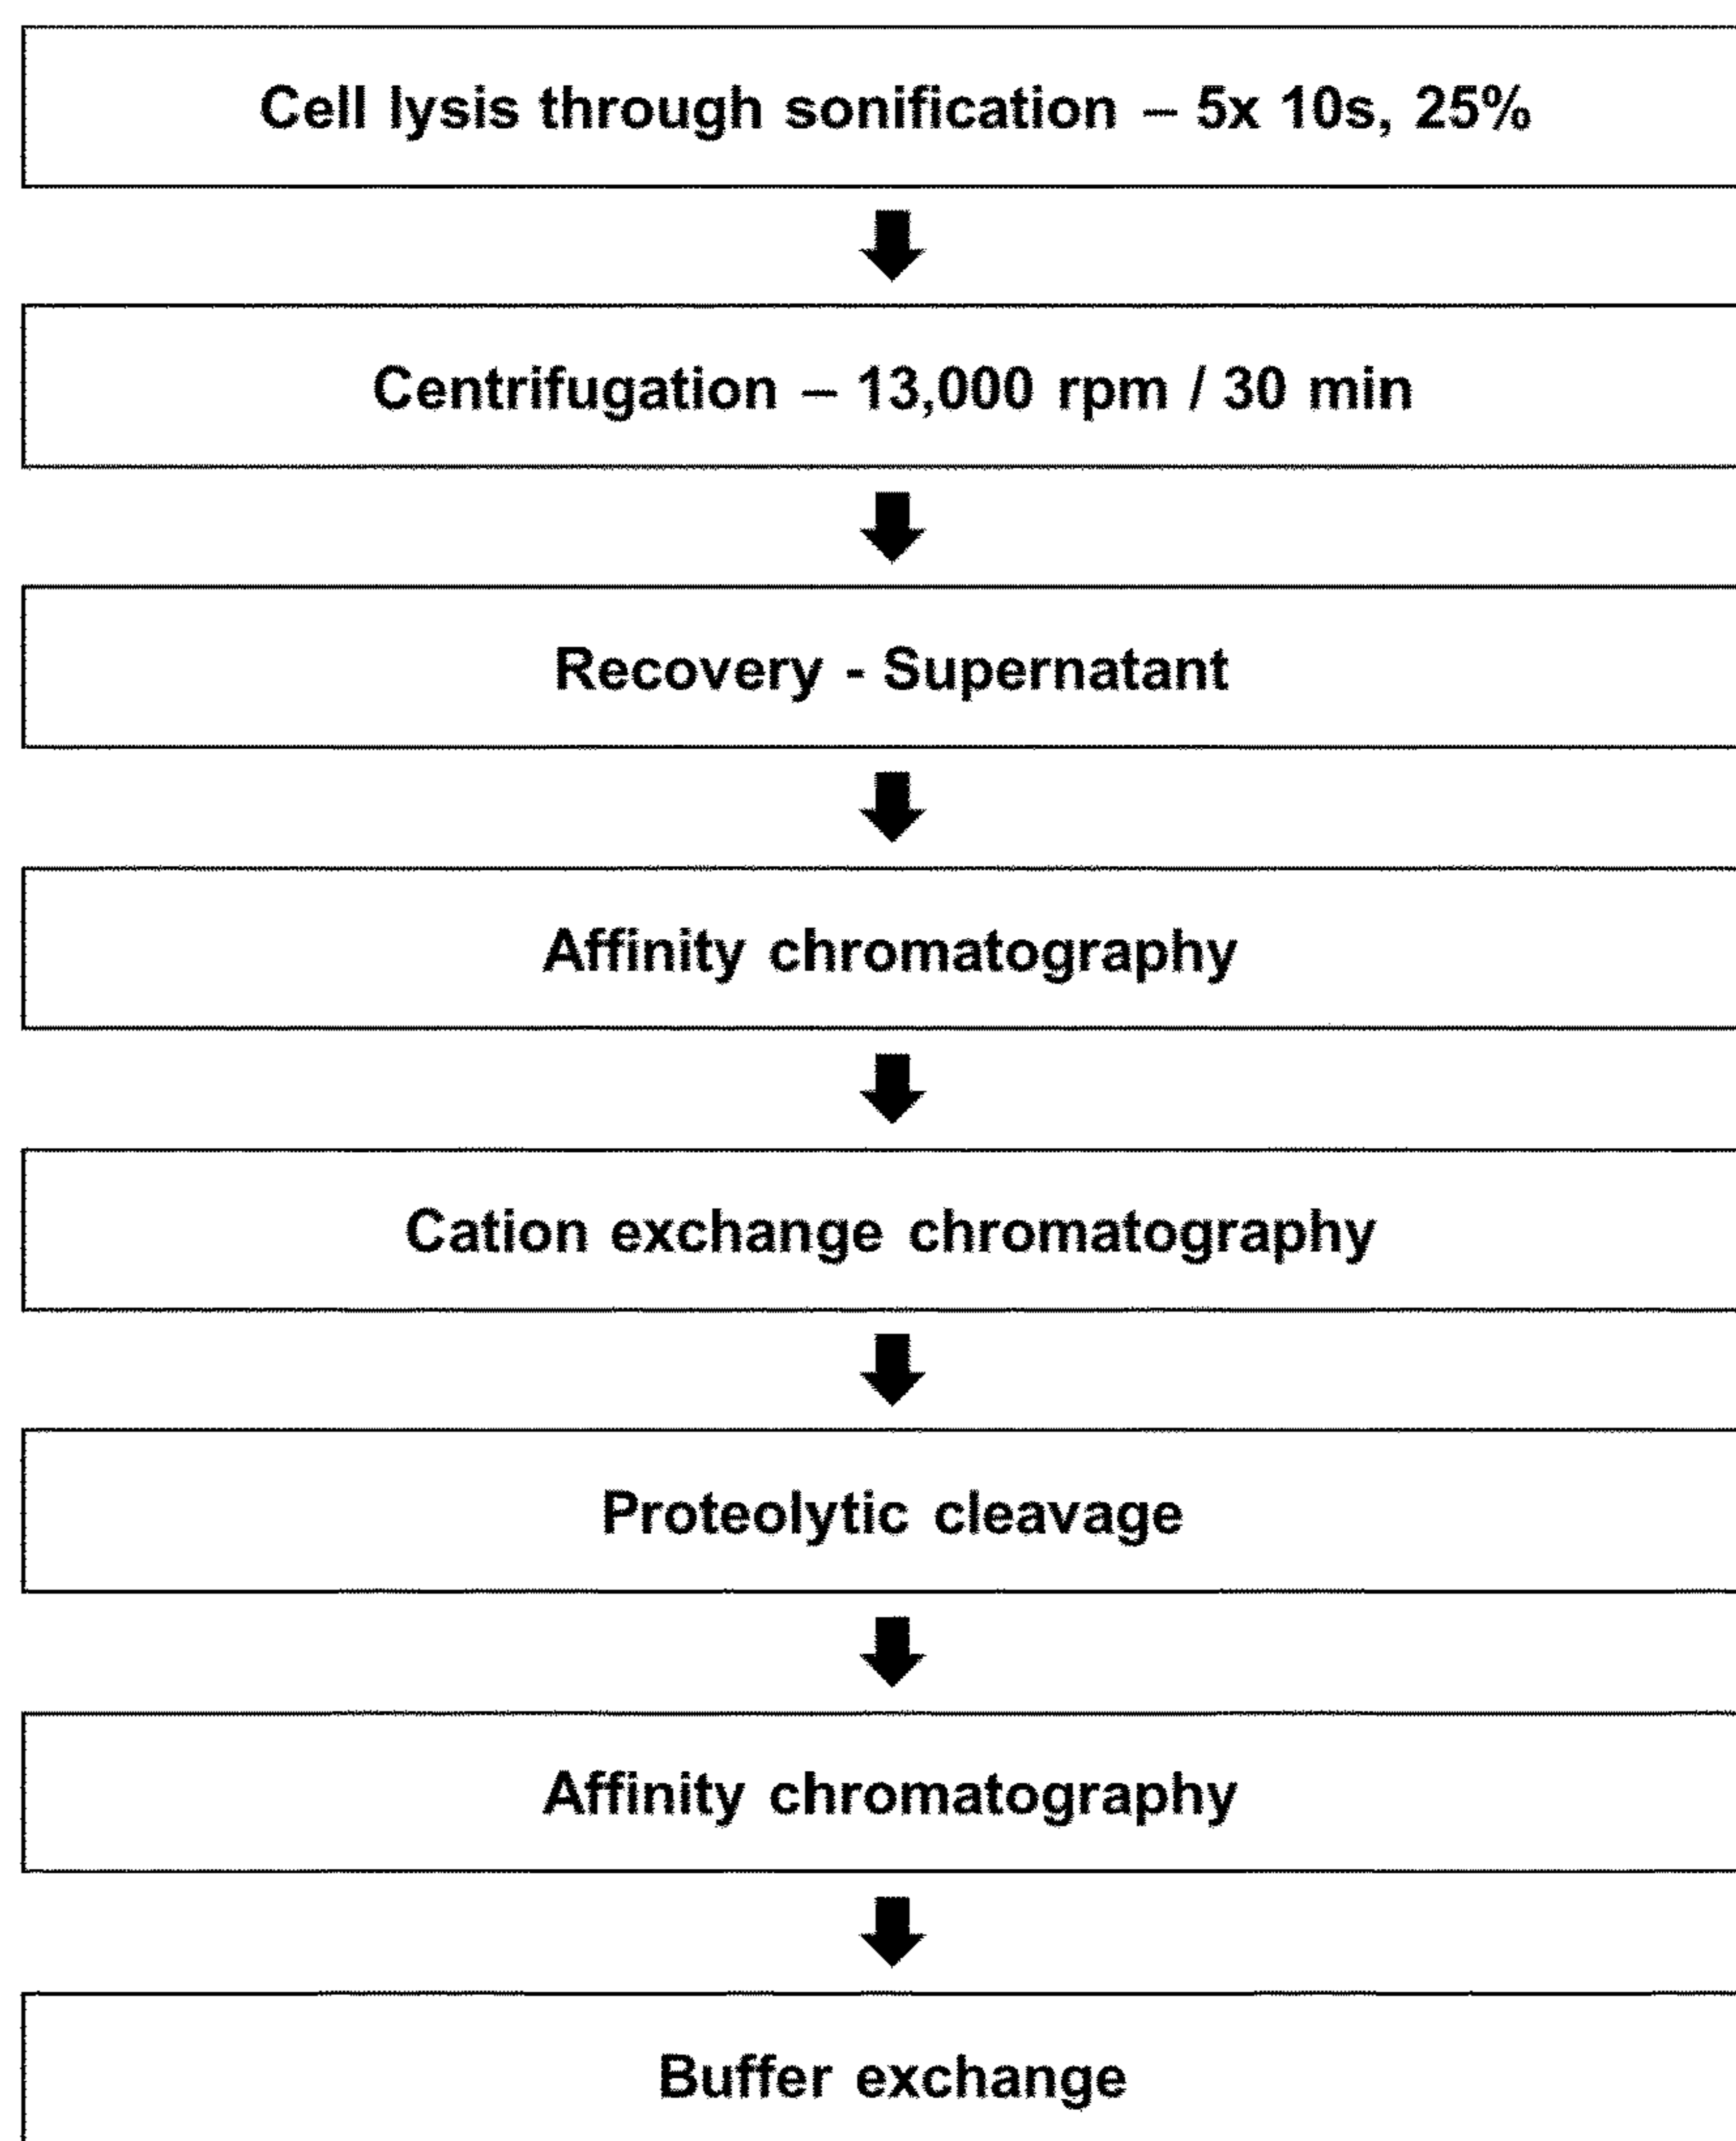 Cell lysis through sonification – 5x 10s, 25%
Centrifugation – 13,000 rpm / 30 min
Recovery - Supernatant
Affinity chromatography
Cation exchange chromatography
Proteolytic cleavage
Affinity chromatography
Buffer exchange